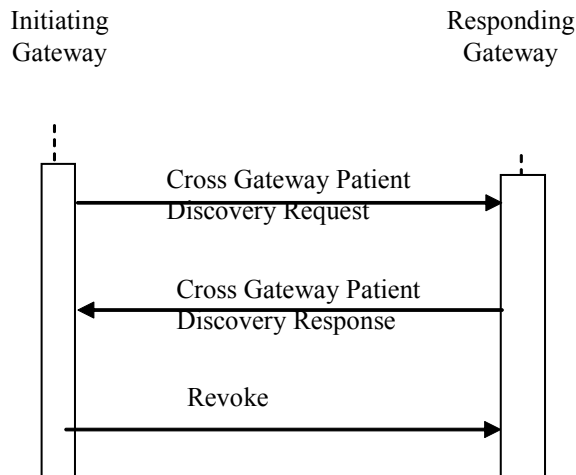 Initiating
Gateway
Responding
Gateway
Cross Gateway Patient
Discovery Request
Cross Gateway Patient
Discovery Response
Revoke